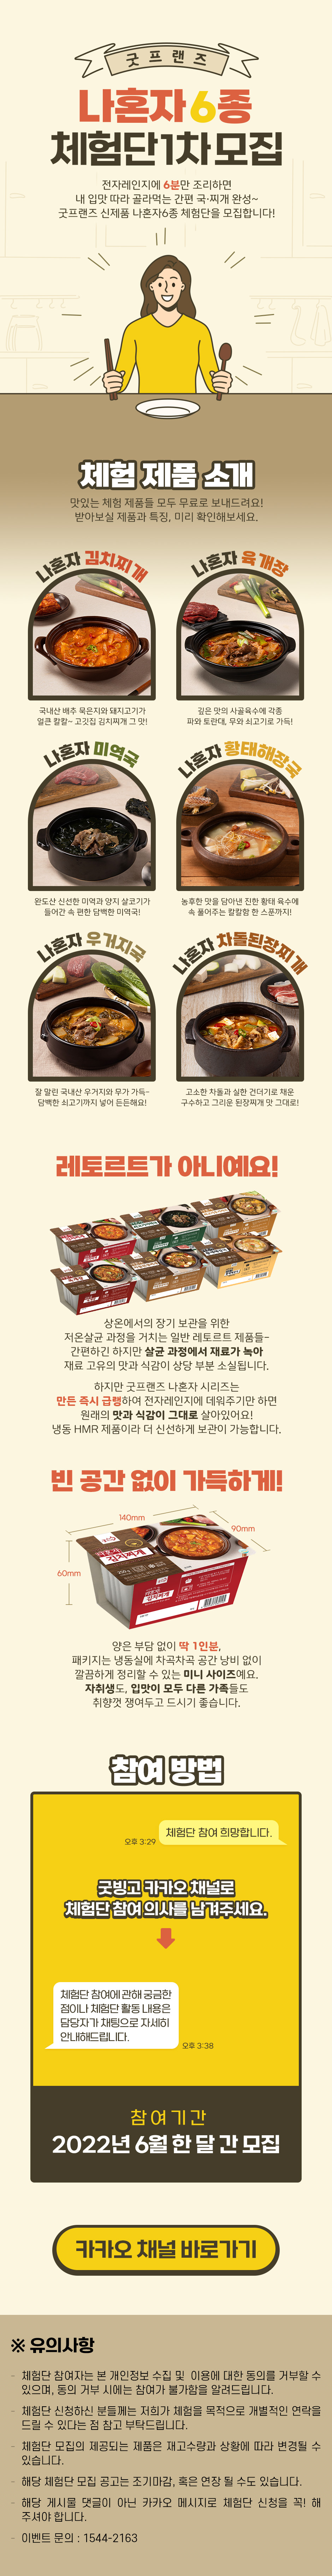 굿프랜즈
나혼자6종
체험단1차모집
전자레인지에 6분만 조리하면
내 입맛 따라 골라먹는 간편 국·찌개 완성~
굿프랜즈 신제품 나혼자6종 체험단을 모집합니다!
체험 제품 소개
맛있는 체험 제품들 모두 무료로 보내드려요!
받아보실 제품과 특징, 미리 확인해보세요.
나혼자 김치찌개
나혼자 육개장
국내산 배추 묵은지와 돼지고기가
얼큰 칼칼~ 고깃집 김치찌개 그 맛!
깊은 맛의 사골육수에 각종
파와 토란대, 무와 쇠고기로 가득!
나혼자 미역국
나혼자 황태해장국
완도산 신선한 미역과 양지 살코기가
들어간 속 편한 담백한 미역국!
농후한 맛을 담아낸 진한 황태 육수에
속 풀어주는 칼칼함 한 스푼까지!
나혼자 우거지국
나혼자 차돌된장찌개
잘 말린 국내산 우거지와 무가 가득~
담백한 쇠고기까지 넣어 든든해요!
고소한 차돌과 실한 건더기로 채운
구수하고 그리운 된장찌개 맛 그대로!
레토르트가 아니예요!
상온에서의 장기 보관을 위한
저온살균 과정을 거치는 일반 레토르트 제품들~
간편하긴 하지만 살균 과정에서 재료가 녹아
재료 고유의 맛과 식감이 상당 부분 소실됩니다.
하지만 굿프랜즈 나혼자 시리즈는
만든 즉시 급랭하여 전자레인지에 데워주기만 하면
원래의 맛과 식감이 그대로 살아있어요!
냉동 HMR 제품이라 더 신선하게 보관이 가능합니다.
빈 공간 없이 가득하게!
140mm
90mm
60mm
김치찌개
양은 부담 없이 딱 1인분,
패키지는 냉동실에 차곡차곡 공간 낭비 없이
깔끔하게 정리할 수 있는 미니 사이즈예요.
자취생도, 입맛이 모두 다른 가족들도
취향껏 쟁여두고 드시기 좋습니다.
참여 방법
체험단 참여 희망합니다.
오후 3:29
굿빙고 카카오 채널로
체험단 참여 의사를 남겨주세요.
체험단 참여에 관해 궁금한
점이나 체험단 활동 내용은
담당자가 채팅으로 자세히
안내해드립니다.
오후 3:38
참여기간
2022년 6월 한 달 간 모집
카카오 채널 바로가기
※ 유의사항
- 체험단 참여자는 본 개인정보 수집 및 이용에 대한 동의를 거부할 수
있으며, 동의 거부 시에는 참여가 불가함을 알려드립니다.
- 체험단 신청하신 분들께는 저희가 체험을 목적으로 개별적인 연락을
드릴 수 있다는 점 참고 부탁드립니다.
- 체험단 모집의 제공되는 제품은 재고수량과 상황에 따라 변경될 수
있습니다.
- 해당 체험단 모집 공고는 조기마감, 혹은 연장 될 수도 있습니다.
- 해당 게시물 댓글이 아닌 카카오 메시지로 체험단 신청을 꼭! 해
주셔야 합니다.
- 이벤트 문의 : 1544-2163